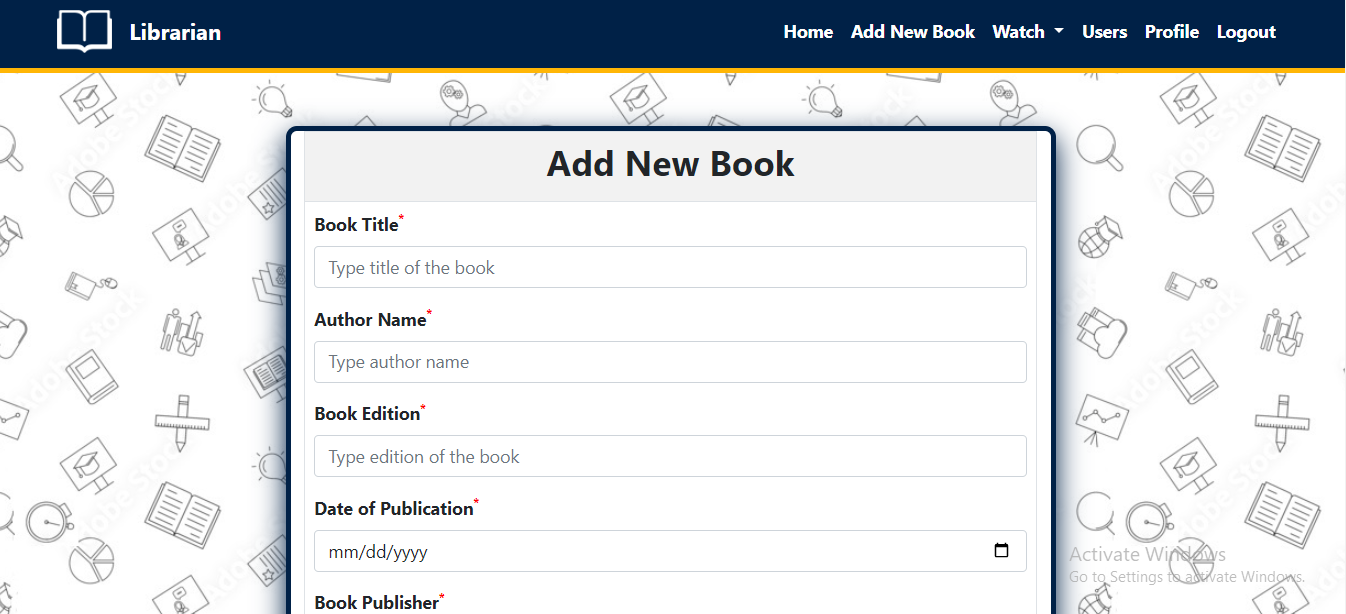 Librarian
Home Add New Book Watch Users Profile Logout
Add New Book
Book Title*
Type title of the book
Author Name*
Type author name
Book Edition*
Type edition of the book
Date of Publication*
mm/dd/yyyy
Book Publisher*
Activate Windows
Go to Settings to activate Windows.
Adobe Stock